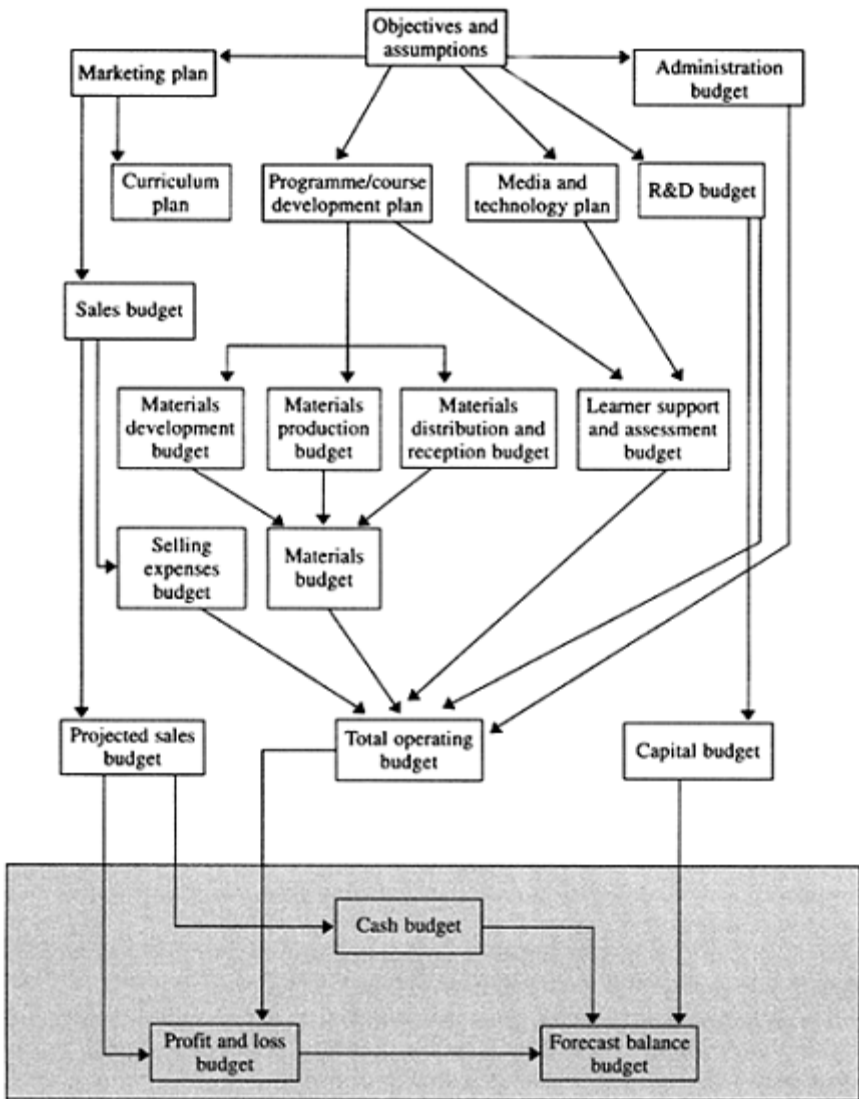 Objectives and
assumptions
Marketing plan
Administration
budget
Curriculum
plan
Programme/course
development plan
Media and
technology plan
R&D budget
Sales budget
Materials
development
budget
Materials
production
budget
Materials
distribution and
reception budget
Learner support
and assessment
budget
Selling
expenses
budget
Materials
budget
Projected sales
budget
Total operating
budget
Capital budget
Cash budget
Profit and loss
budget
Forecast balance
budget